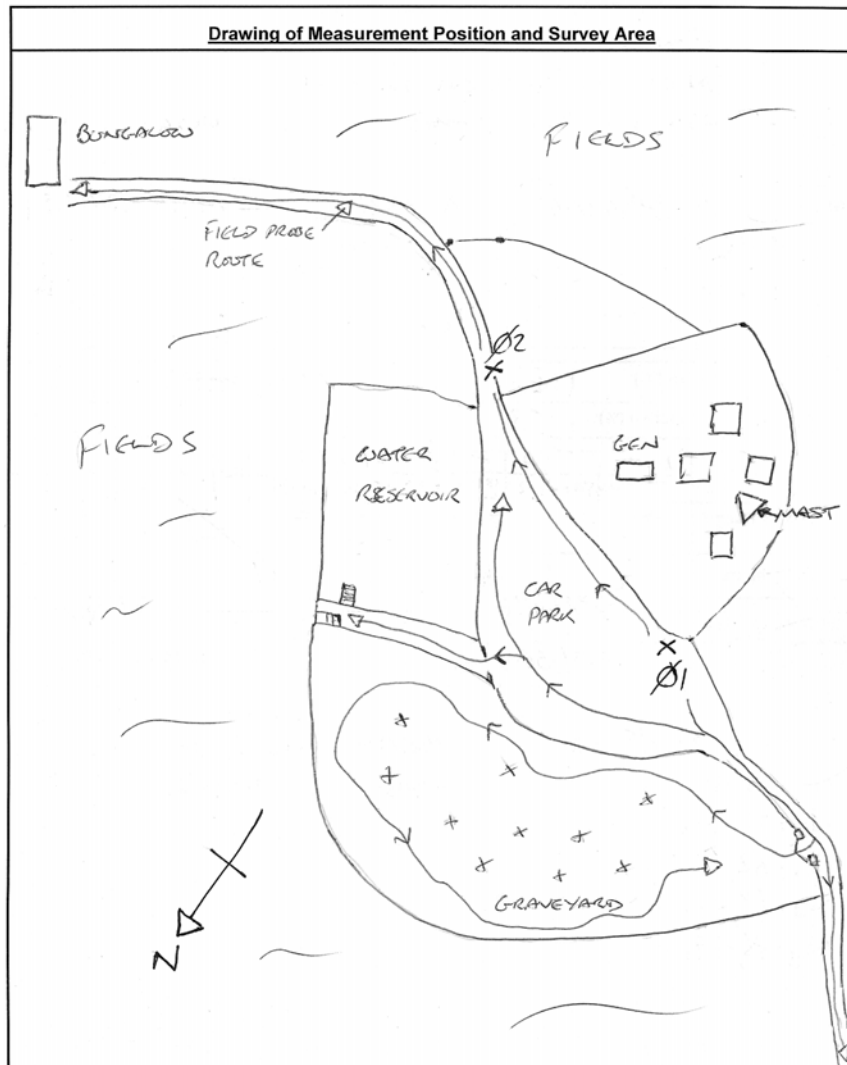 Drawing of Measurement Position and Survey Area
BUNGALOW
FIELDS
FIELD PROBE
ROUTE
Ø2
FIELDS
WATER
RESERVOIR
GEN
MAST
CAR
PARK
Ø1
GRAVEYARD
N